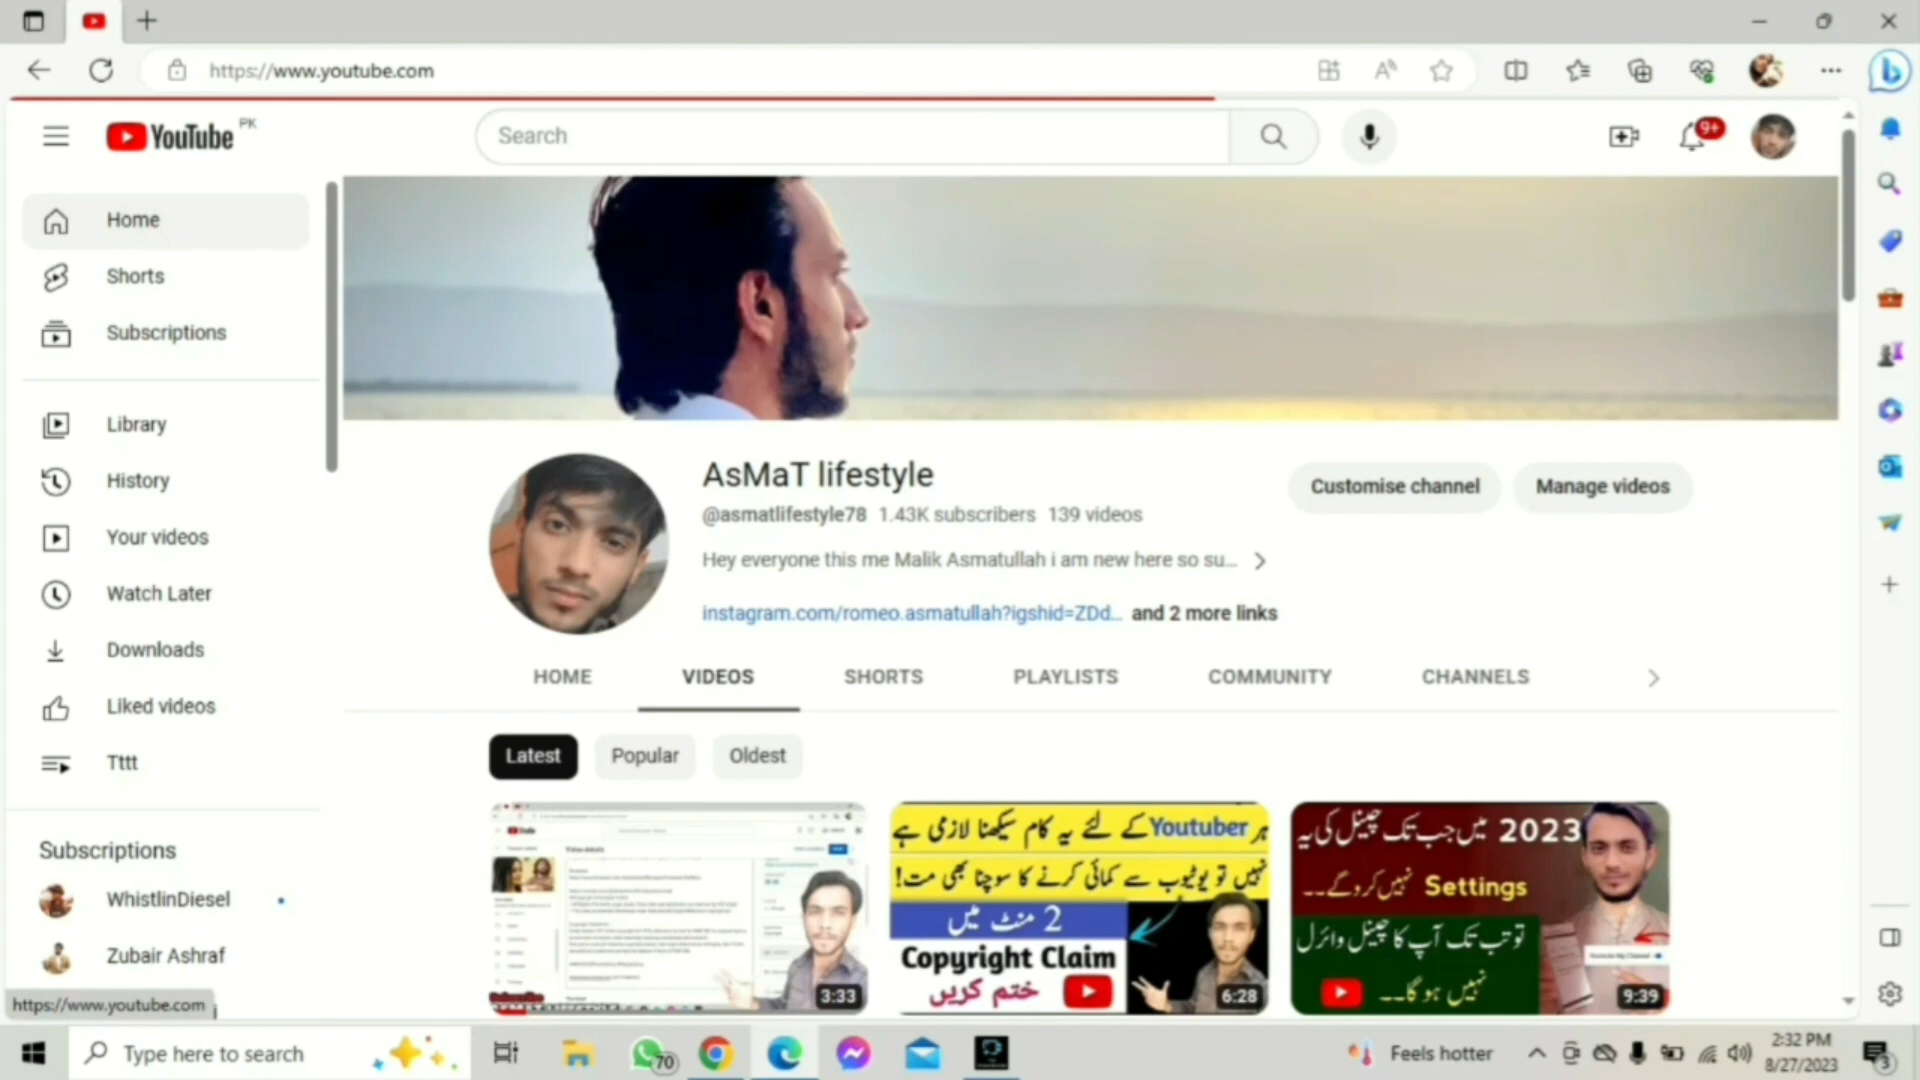 https://www.youtube.com
YouTube PK
Search
9+
Home
Shorts
Subscriptions
Library
History
Your videos
Watch Later
Downloads
Liked videos
Tttt
Subscriptions
WhistlinDiesel
Zubair Ashraf
https://www.youtube.com
AsMaT lifestyle
@asmatlifestyle78 1.43K subscribers 139 videos
Hey everyone this me Malik Asmatullah i am new here so su...
instagram.com/romeo.asmatullah?igshid=ZDd... and 2 more links
Customise channel
Manage videos
HOME VIDEOS SHORTS PLAYLISTS COMMUNITY CHANNELS
Latest Popular Oldest
3:33
ہر Youtuber کے لئے یہ کام سیکھنا لازمی ہے
نہیں تو یوٹیوب سے کمائی کرنے کا سوچنا بھی مت!
2 منٹ میں
Copyright Claim
ختم کریں
6:28
2023 میں جب تک چینل کی یہ
Settings نہیں کروگے--
تو تب تک آپ کا چینل وائرل
نہیں ہوگا--
9:39
Type here to search
70
Feels hotter
2:32 PM
8/27/2023
3